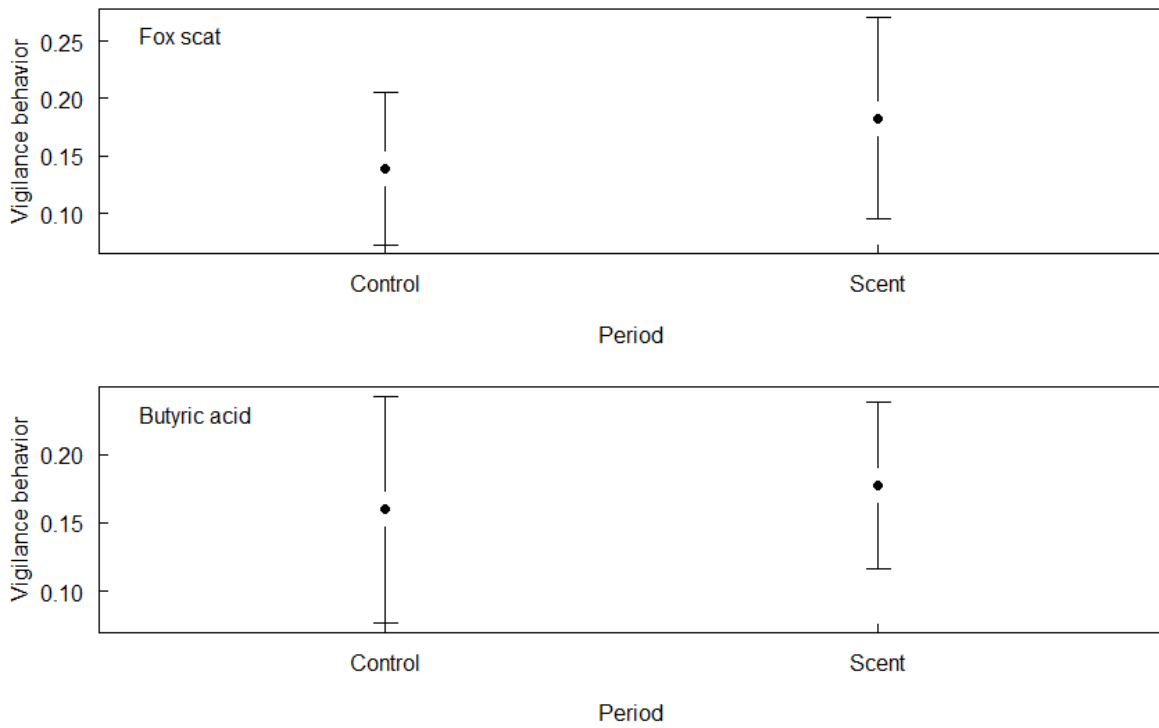 Fox scat
Vigilance behavior
0.25
0.20
0.15
0.10
Control Scent
Period
Butyric acid
Vigilance behavior
0.20
0.15
0.10
Control Scent
Period